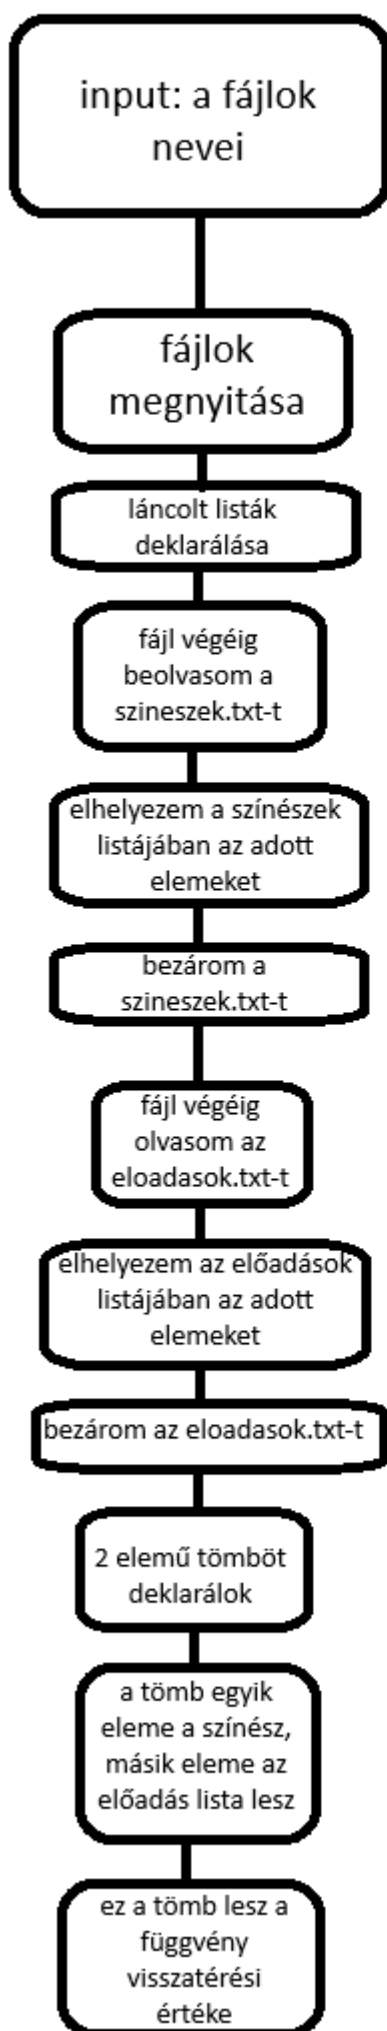 input: a fájlok
nevei
fájlok
megnyitása
láncolt listák
deklarálása
fájl végéig
beolvasom a
szineszek.txt-t
elhelyezem a színészek
listájában az adott
elemeket
bezárom a
szineszek.txt-t
fájl végéig
olvasom az
eloadasok.txt-t
elhelyezem az előadások
listájában az adott
elemeket
bezárom az eloadasok.txt-t
2 elemű tömböt
deklarálok
a tömb egyik
eleme a színész,
másik eleme az
előadás lista lesz
ez a tömb lesz a
függvény
visszatérési
értéke